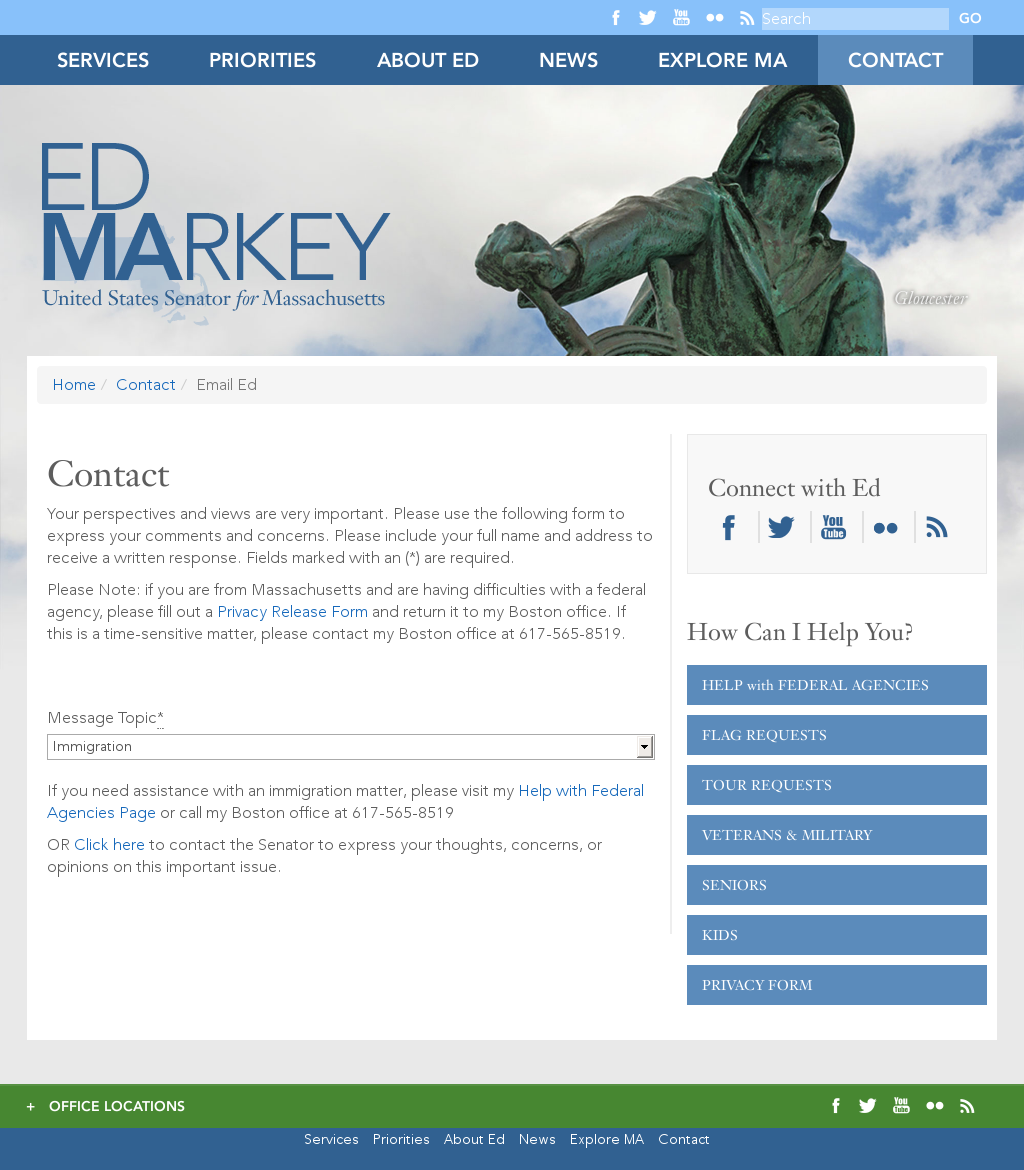 Search GO
SERVICES PRIORITIES ABOUT ED NEWS EXPLORE MA CONTACT
ED
MARKEY
United States Senator for Massachusetts
Gloucester
Home / Contact / Email Ed
Contact
Your perspectives and views are very important. Please use the following form to
express your comments and concerns. Please include your full name and address to
receive a written response. Fields marked with an (*) are required.
Please Note: if you are from Massachusetts and are having difficulties with a federal
agency, please fill out a Privacy Release Form and return it to my Boston office. If
this is a time-sensitive matter, please contact my Boston office at 617-565-8519.
Message Topic*
Immigration
If you need assistance with an immigration matter, please visit my Help with Federal
Agencies Page or call my Boston office at 617-565-8519
OR Click here to contact the Senator to express your thoughts, concerns, or
opinions on this important issue.
Connect with Ed
You Tube
How Can I Help You?
HELP with FEDERAL AGENCIES
FLAG REQUESTS
TOUR REQUESTS
VETERANS & MILITARY
SENIORS
KIDS
PRIVACY FORM
+ OFFICE LOCATIONS
Services Priorities About Ed News Explore MA Contact